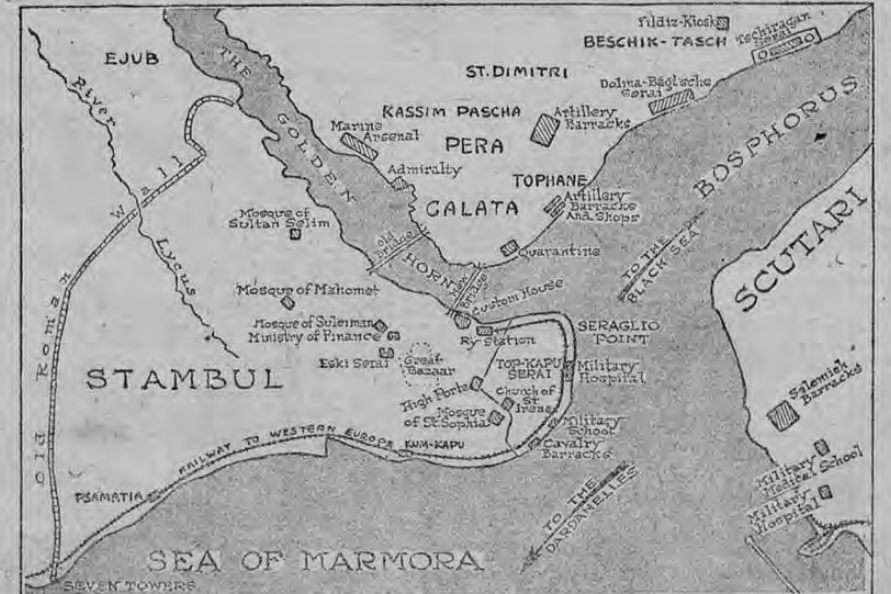 Yildiz-Kiosk
BESCHIK-TASCH
Tschiragan
Serai
EJUB
THE
GOLDEN
HORN
ST. DIMITRI
Dolma-Bágtsche
Serai
KASSIM PASCHA
Artillery
Barracks
Marine
Arsenal
PERA
Admiralty
TOPHANE
Artillery
Barracks
And Shops
GALATA
BOSPHORUS
River
Lycus
Old Roman Wall
Mosque of
Sultan Selim
Old
Bridge
Quarantine
TO THE
BLACK SEA
SCUTARI
New
Bridge
Custom House
Mosque of Mahomet
Mosque of Suleiman
Ministry of Finance
Eski Serai
Great
Bazaar
Ry-Station
SERAGLIO
POINT
TOP-KAPU
SERAI
Military
Hospital
STAMBUL
High Porte
Church of
St
Irene
Mosque
of St. Sophia
Military
School
Cavalry
Barracks
Selemieh
Barracks
RAILWAY TO WESTERN EUROPE
KUM-KAPU
PSAMATIA
Military
Medical School
Military
Hospital
TO THE
DARDANELLES
SEA OF MARMORA
SEVEN TOWERS